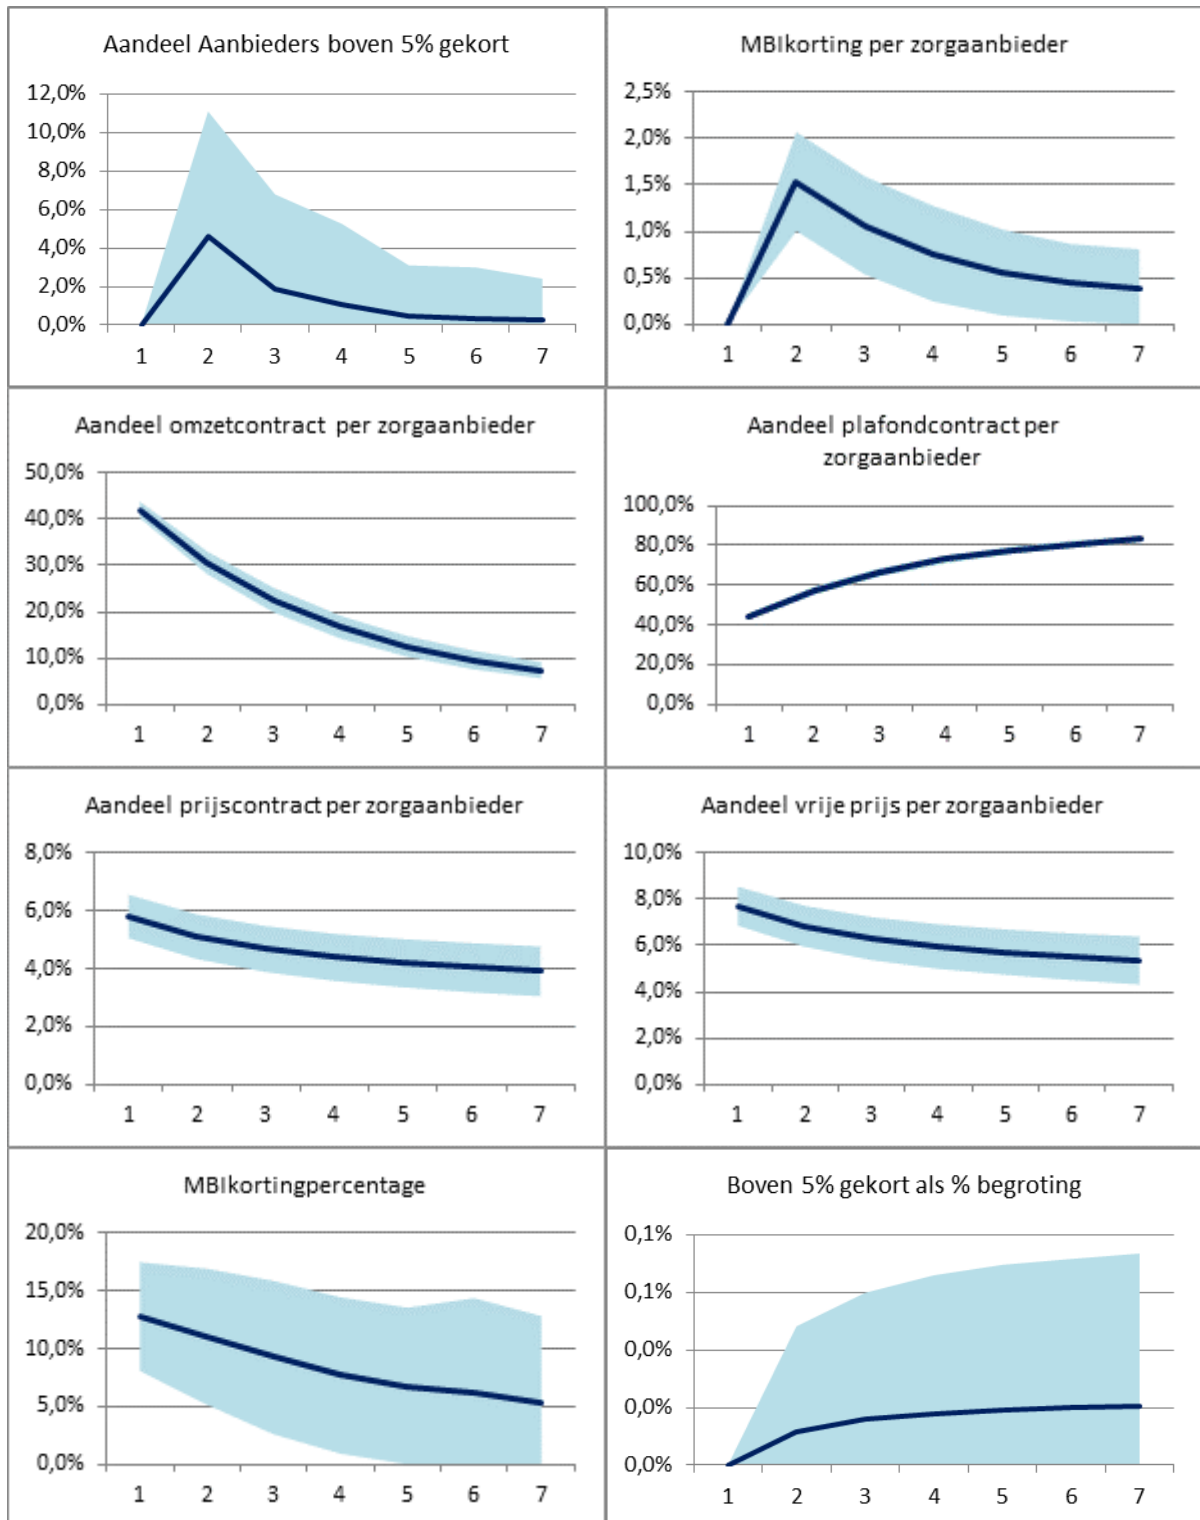 Aandeel Aanbieders boven 5% gekort
12,0%
10,0%
8,0%
6,0%
4,0%
2,0%
0,0%
1 2 3 4 5 6 7
MBIkorting per zorgaanbieder
2,5%
2,0%
1,5%
1,0%
0,5%
0,0%
1 2 3 4 5 6 7
Aandeel omzetcontract per zorgaanbieder
50,0%
40,0%
30,0%
20,0%
10,0%
0,0%
1 2 3 4 5 6 7
Aandeel plafondcontract per
zorgaanbieder
100,0%
80,0%
60,0%
40,0%
20,0%
0,0%
1 2 3 4 5 6 7
Aandeel prijscontract per zorgaanbieder
8,0%
6,0%
4,0%
2,0%
0,0%
1 2 3 4 5 6 7
Aandeel vrije prijs per zorgaanbieder
10,0%
8,0%
6,0%
4,0%
2,0%
0,0%
1 2 3 4 5 6 7
MBIkortingpercentage
20,0%
15,0%
10,0%
5,0%
0,0%
1 2 3 4 5 6 7
Boven 5% gekort als % begroting
0,1%
0,1%
0,0%
0,0%
0,0%
1 2 3 4 5 6 7